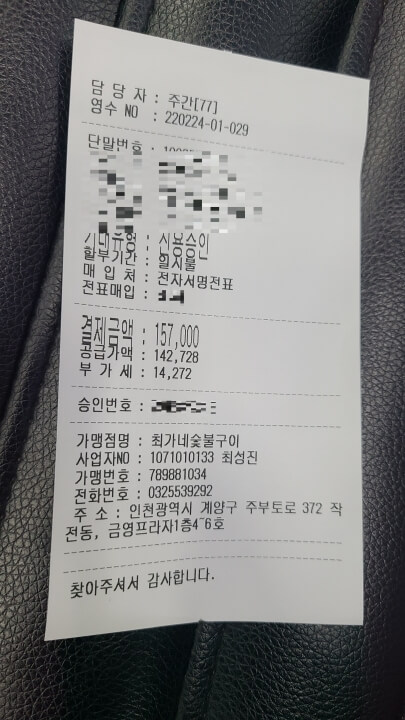 담 당 자 : 주간[77]
영수 NO : 220224-01-029
단말번호 :
거래유형 : 신용승인
할부기간 : 일시불
매 입 처 : 전자서명전표
전표매입 :
결제금액 : 157,000
공급가액 : 142,728
부 가 세 : 14,272
승인번호 :
가맹점명 : 최가네숯불구이
사업자NO : 1071010133 최성진
가맹번호 : 789881034
전화번호 : 0325539292
주 소 : 인천광역시 계양구 주부토로 372 작
전동, 금영프라자1층4~6호
찾아주셔서 감사합니다.